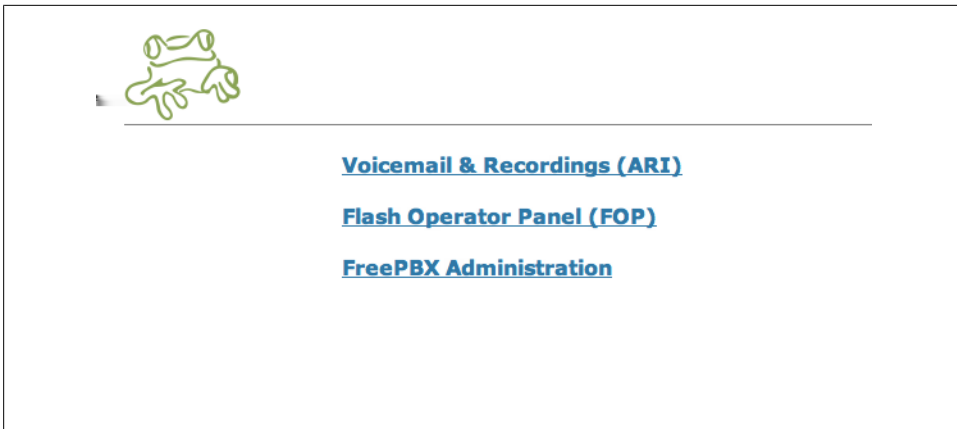 Voicemail & Recordings (ARI)
Flash Operator Panel (FOP)
FreePBX Administration